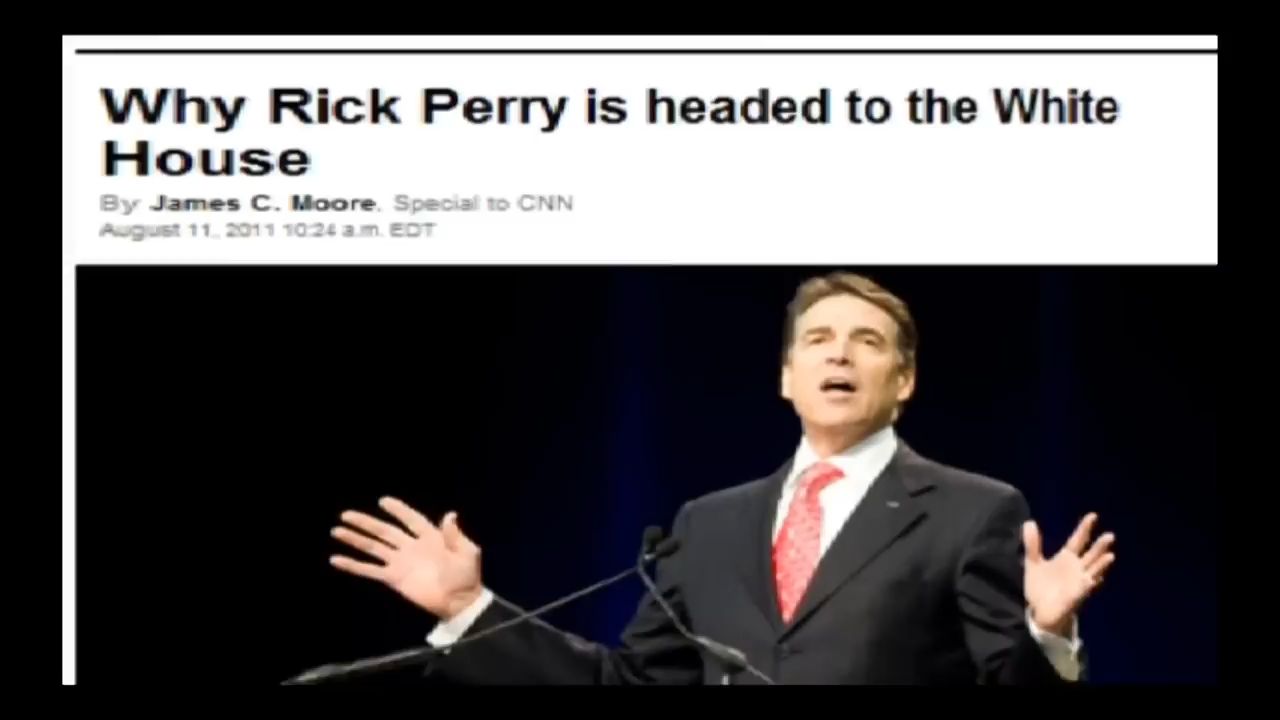 Why Rick Perry is headed to the White
House
By James C. Moore, Special to CNN
August 11, 2011 10:24 a.m. EDT